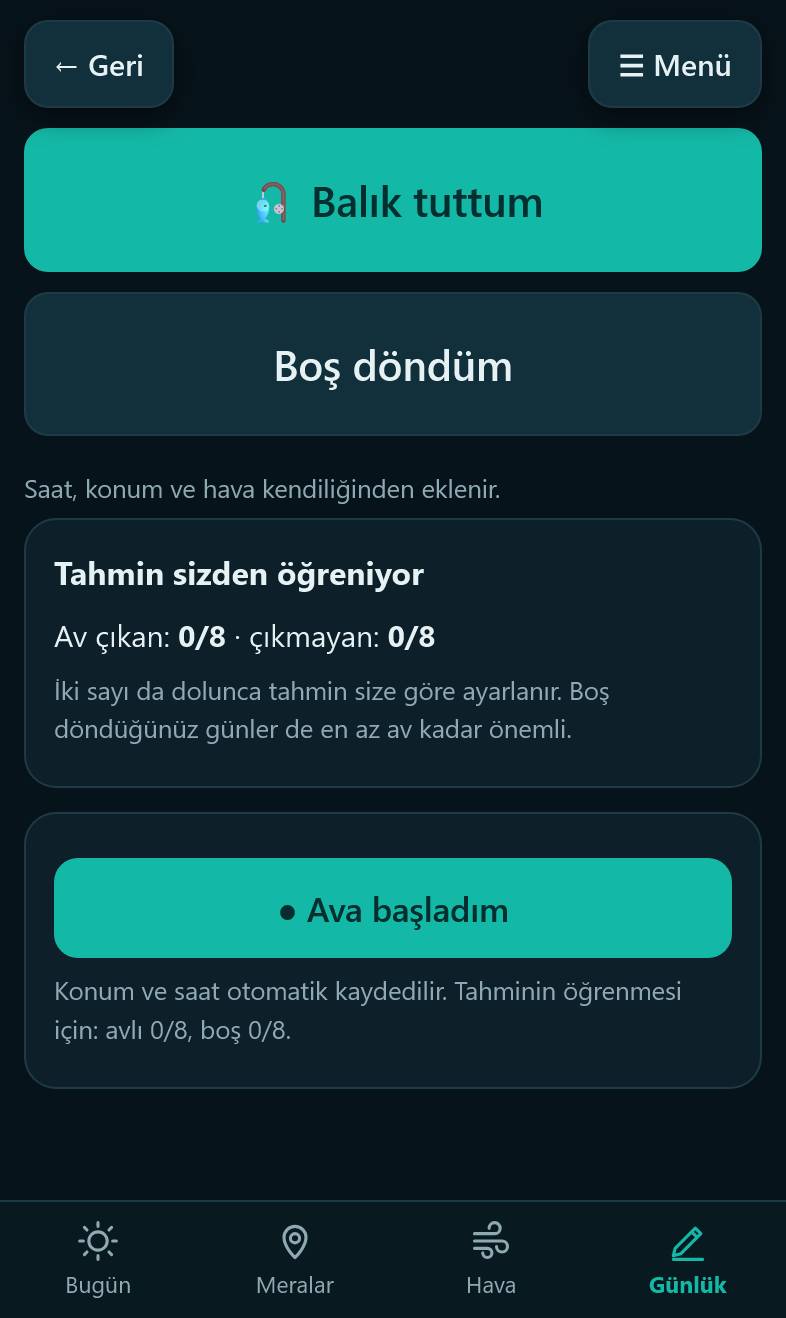 ← Geri
☰ Menü
Balık tuttum
Boş döndüm
Saat, konum ve hava kendiliğinden eklenir.
Tahmin sizden öğreniyor
Av çıkan: 0/8 · çıkmayan: 0/8
İki sayı da dolunca tahmin size göre ayarlanır. Boş
döndüğünüz günler de en az av kadar önemli.
● Ava başladım
Konum ve saat otomatik kaydedilir. Tahminin öğrenmesi
için: avlı 0/8, boş 0/8.
Bugün
Meralar
Hava
Günlük